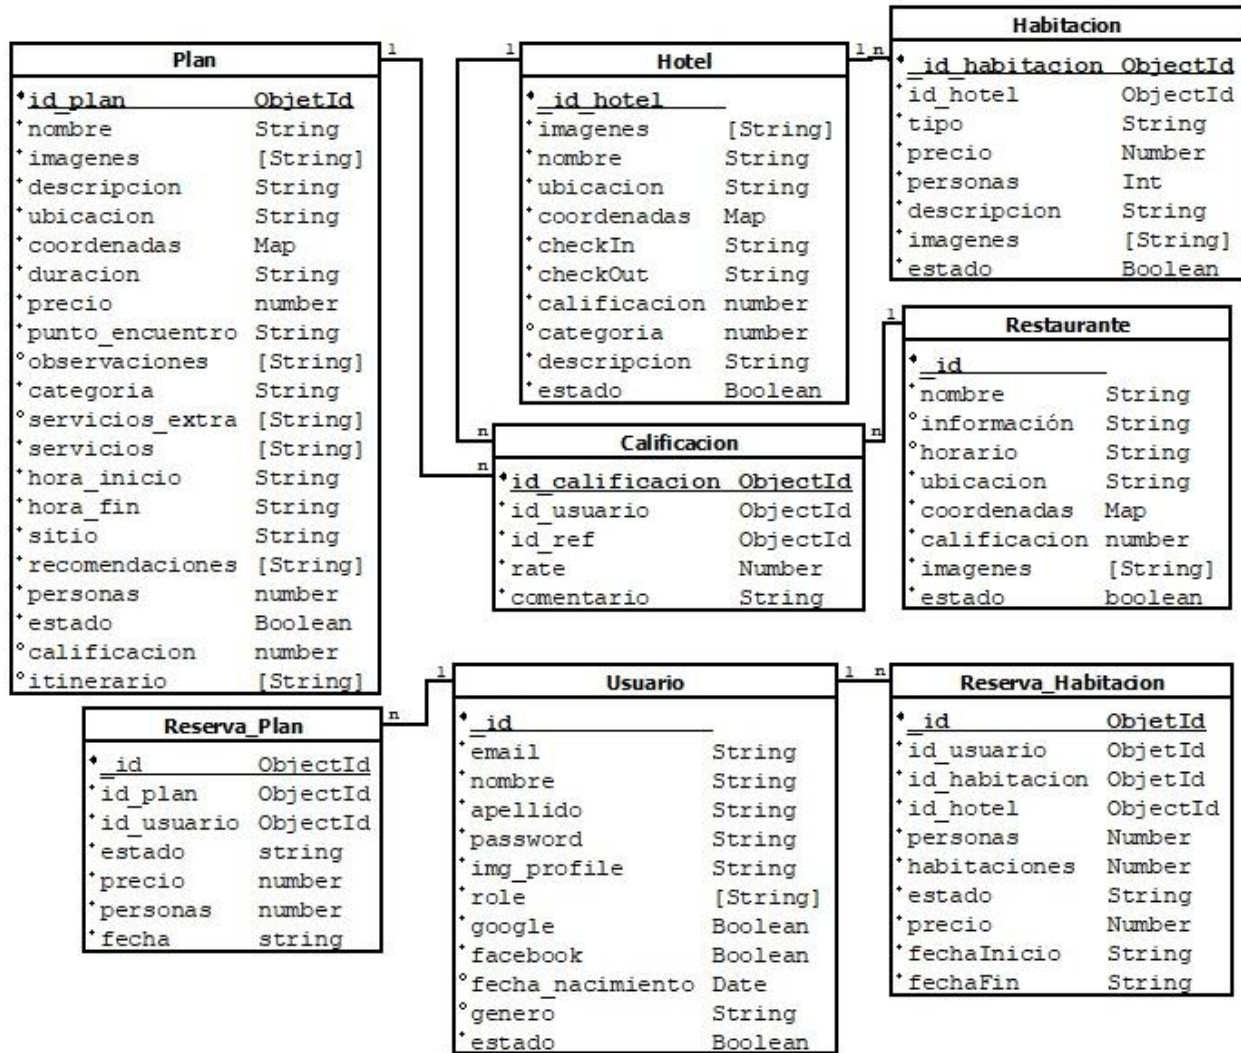 Plan
*id_plan ObjetId
*nombre String
*imagenes [String]
*descripcion String
*ubicacion String
*coordenadas Map
*duracion String
*precio number
*punto_encuentro String
°observaciones [String]
*categoria String
°servicios_extra [String]
*servicios [String]
*hora_inicio String
*hora_fin String
*sitio String
*recomendaciones [String]
*personas number
*estado Boolean
°calificacion number
°itinerario [String]
1
1
Hotel
*_id_hotel
*imagenes [String]
*nombre String
*ubicacion String
*coordenadas Map
*checkIn String
*checkOut String
*calificacion number
°categoria number
*descripcion String
*estado Boolean
1 n
Habitacion
*_id_habitacion ObjectId
*id_hotel ObjectId
*tipo String
*precio Number
*personas Int
*descripcion String
*imagenes [String]
*estado Boolean
1
Restaurante
*_id
*nombre String
°información String
°horario String
*ubicacion String
*coordenadas Map
*calificacion number
*imagenes [String]
*estado boolean
n
n
n
Calificacion
*id_calificacion ObjectId
*id_usuario ObjectId
*id_ref ObjectId
*rate Number
*comentario String
Reserva_Plan
*_id ObjectId
*id_plan ObjectId
*id_usuario ObjectId
*estado string
*precio number
*personas number
*fecha string
n
1
Usuario
*_id
*email String
*nombre String
*apellido String
*password String
*img_profile String
*role [String]
*google Boolean
*facebook Boolean
°fecha_nacimiento Date
°genero String
*estado Boolean
1 n
Reserva_Habitacion
*_id ObjetId
*id_usuario ObjetId
*id_habitacion ObjetId
*id_hotel ObjectId
*personas Number
*habitaciones Number
*estado String
*precio Number
*fechaInicio String
*fechaFin String